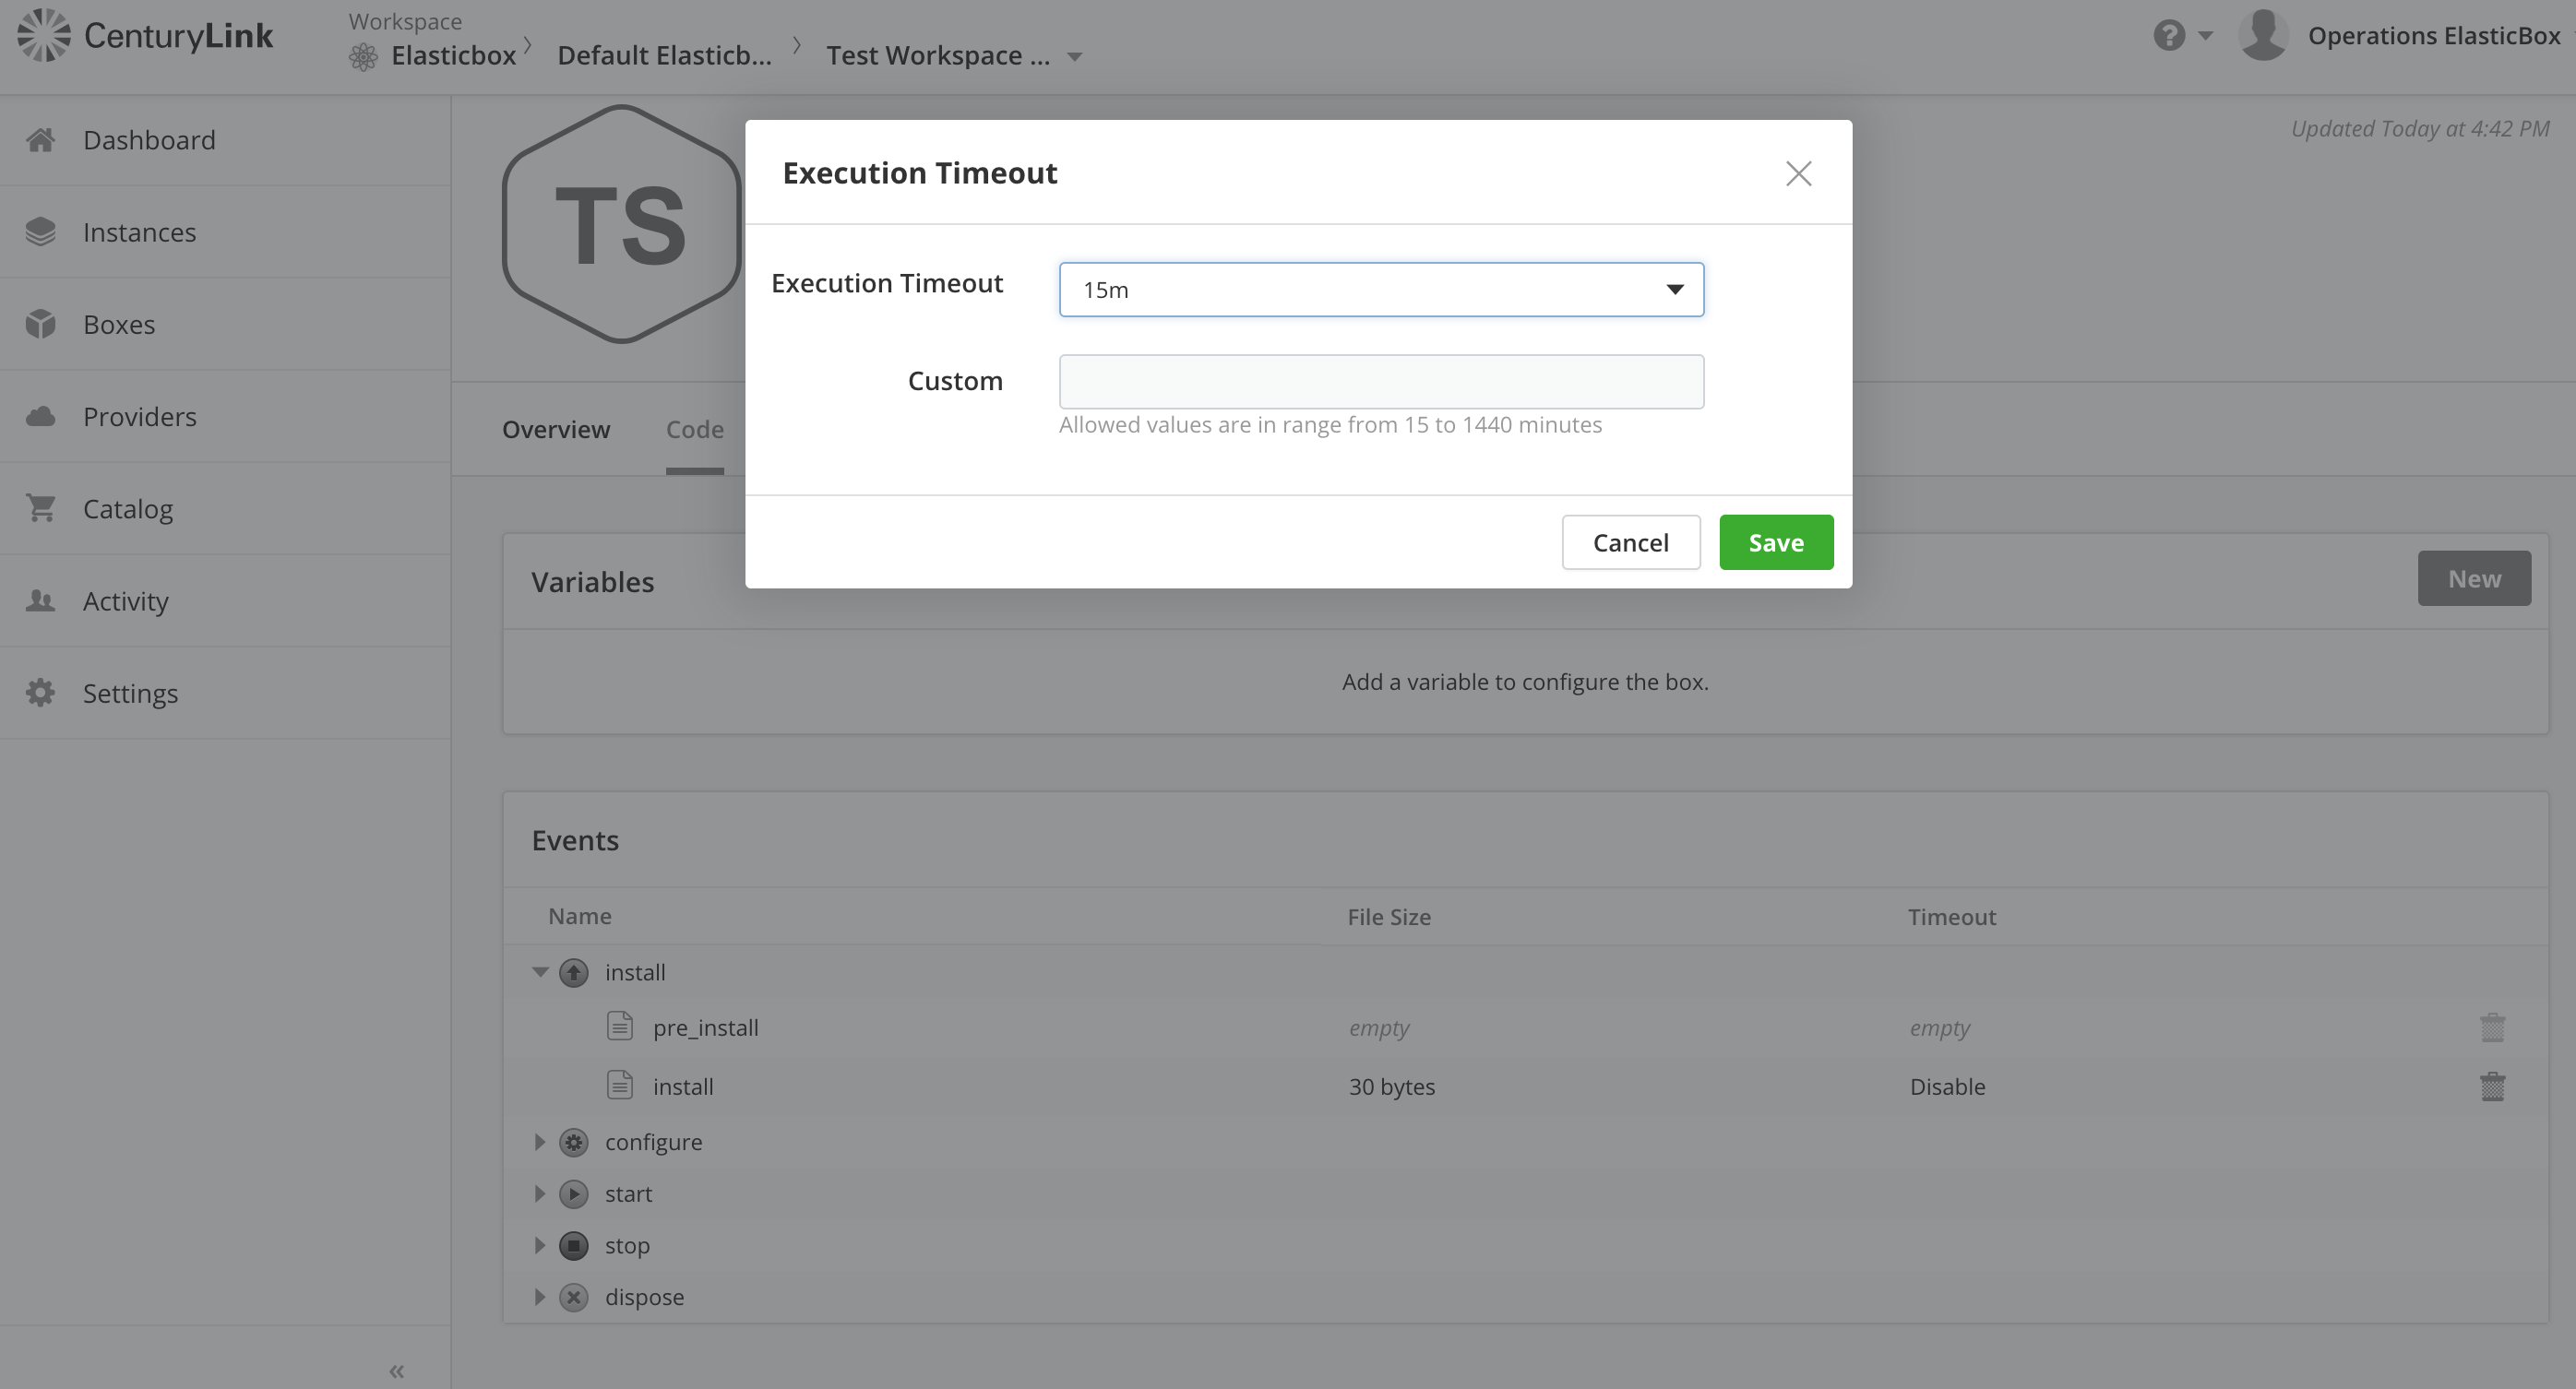 CenturyLink
Workspace
Elasticbox
Default Elasticb...
Test Workspace ...
?
Operations ElasticBox
Dashboard
Instances
Boxes
Providers
Catalog
Activity
Settings
«
TS
Updated Today at 4:42 PM
Overview
Code
Execution Timeout
Execution Timeout
15m
Custom
Allowed values are in range from 15 to 1440 minutes
Cancel
Save
Variables
New
Add a variable to configure the box.
Events
Name File Size Timeout
install
pre_install empty empty
install 30 bytes Disable
configure
start
stop
dispose